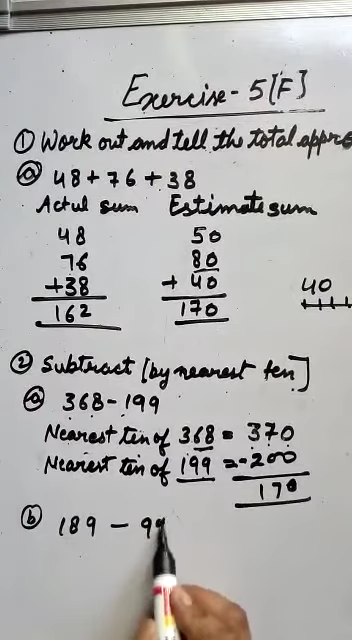 Exercise - 5[F]
① Work out and tell the total appro
ⓐ 48 + 76 + 38
Actul sum Estimate sum
48 50
76 80
+38 + 40
162 170
40
② Subtract [by nearest ten]
ⓐ 368 - 199
Nearest ten of 368 = 370
Nearest ten of 199 = -200
170
ⓑ 189 - 99